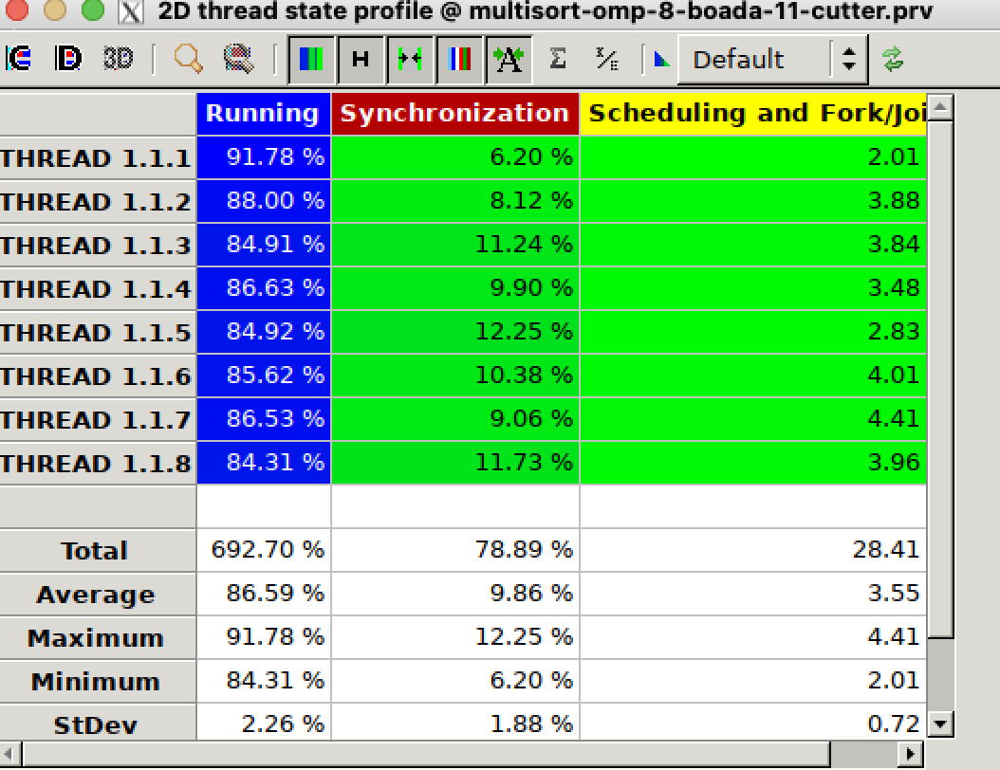 2D thread state profile @ multisort-omp-8-boada-11-cutter.prv
3D H A Σ Default
Running Synchronization Scheduling and Fork/Joi
THREAD 1.1.1 91.78 % 6.20 % 2.01
THREAD 1.1.2 88.00 % 8.12 % 3.88
THREAD 1.1.3 84.91 % 11.24 % 3.84
THREAD 1.1.4 86.63 % 9.90 % 3.48
THREAD 1.1.5 84.92 % 12.25 % 2.83
THREAD 1.1.6 85.62 % 10.38 % 4.01
THREAD 1.1.7 86.53 % 9.06 % 4.41
THREAD 1.1.8 84.31 % 11.73 % 3.96
Total 692.70 % 78.89 % 28.41
Average 86.59 % 9.86 % 3.55
Maximum 91.78 % 12.25 % 4.41
Minimum 84.31 % 6.20 % 2.01
StDev 2.26 % 1.88 % 0.72